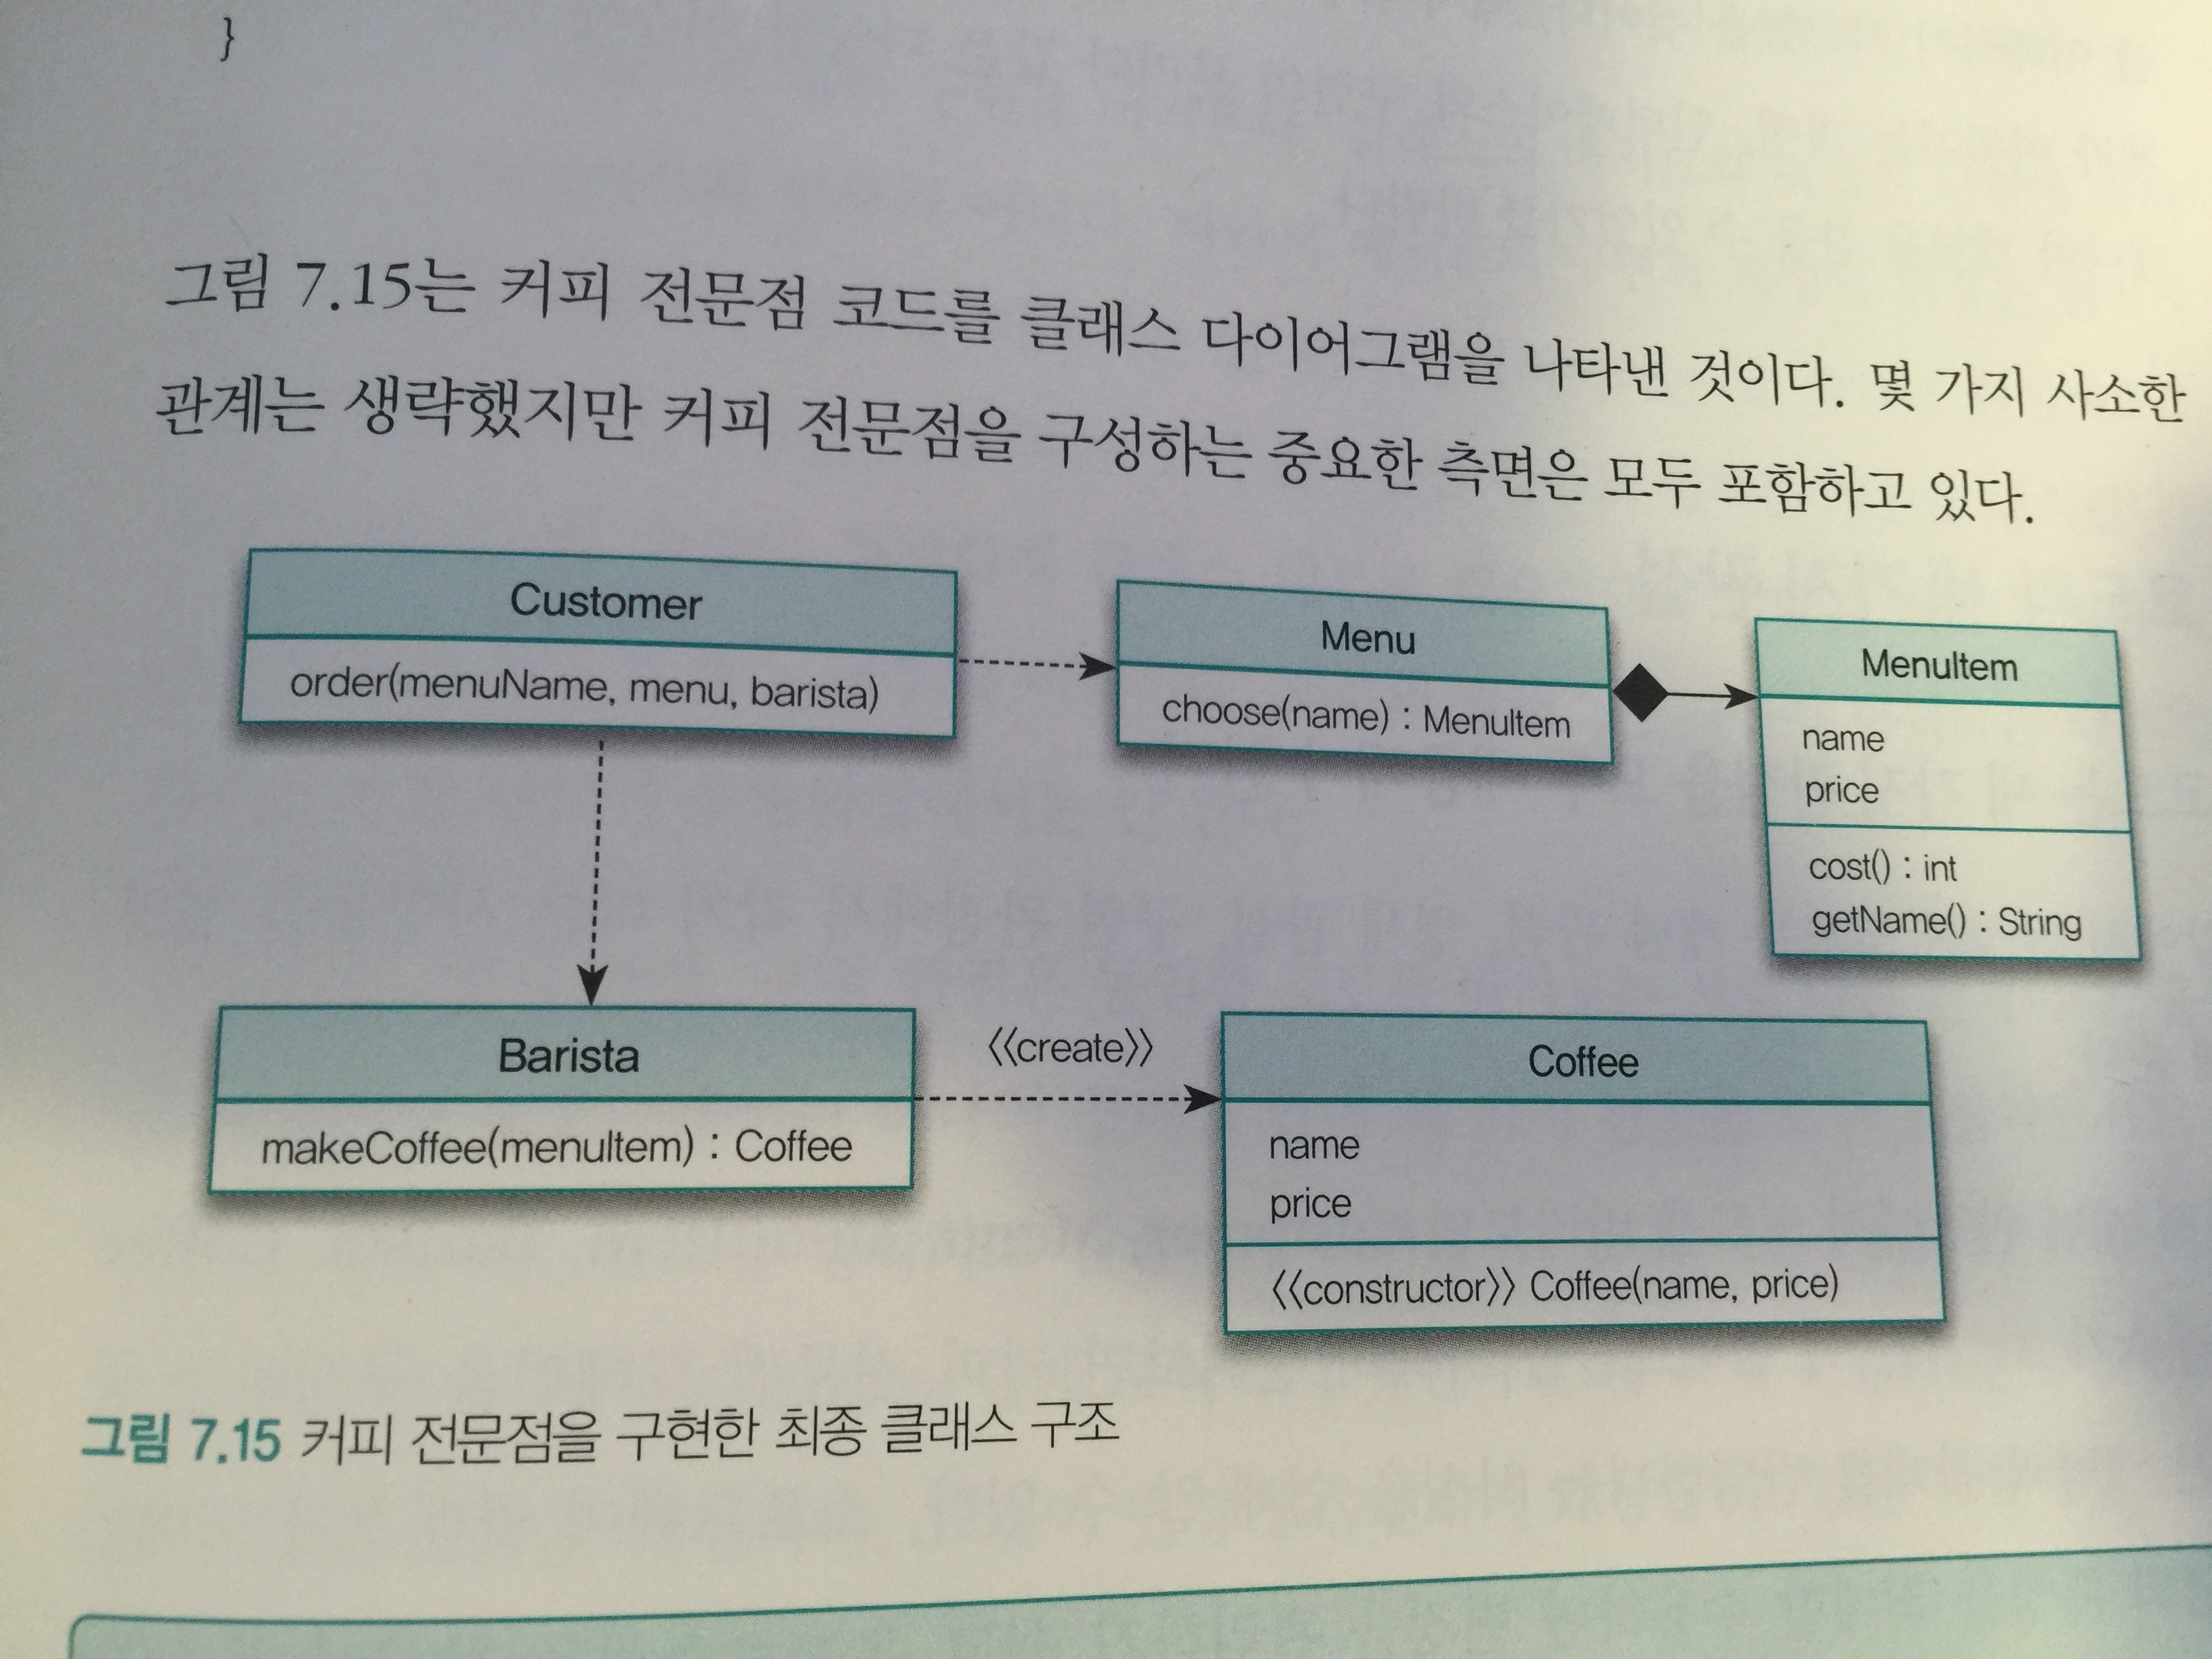 }
그림 7.15는 커피 전문점 코드를 클래스 다이어그램을 나타낸 것이다. 몇 가지 사소한
관계는 생략했지만 커피 전문점을 구성하는 중요한 측면은 모두 포함하고 있다.
Customer
order(menuName, menu, barista)
Menu
choose(name) : MenuItem
MenuItem
name
price
cost() : int
getName() : String
Barista
makeCoffee(menuItem) : Coffee
<<create>>
Coffee
name
price
<<constructor>> Coffee(name, price)
그림 7.15 커피 전문점을 구현한 최종 클래스 구조